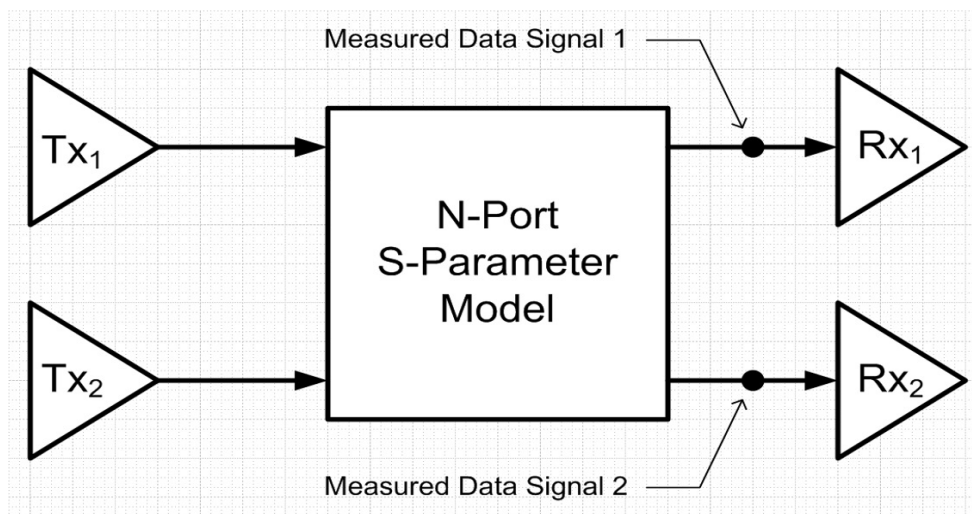 Measured Data Signal 1
Tx1
Rx1
N-Port
S-Parameter
Model
Tx2
Rx2
Measured Data Signal 2